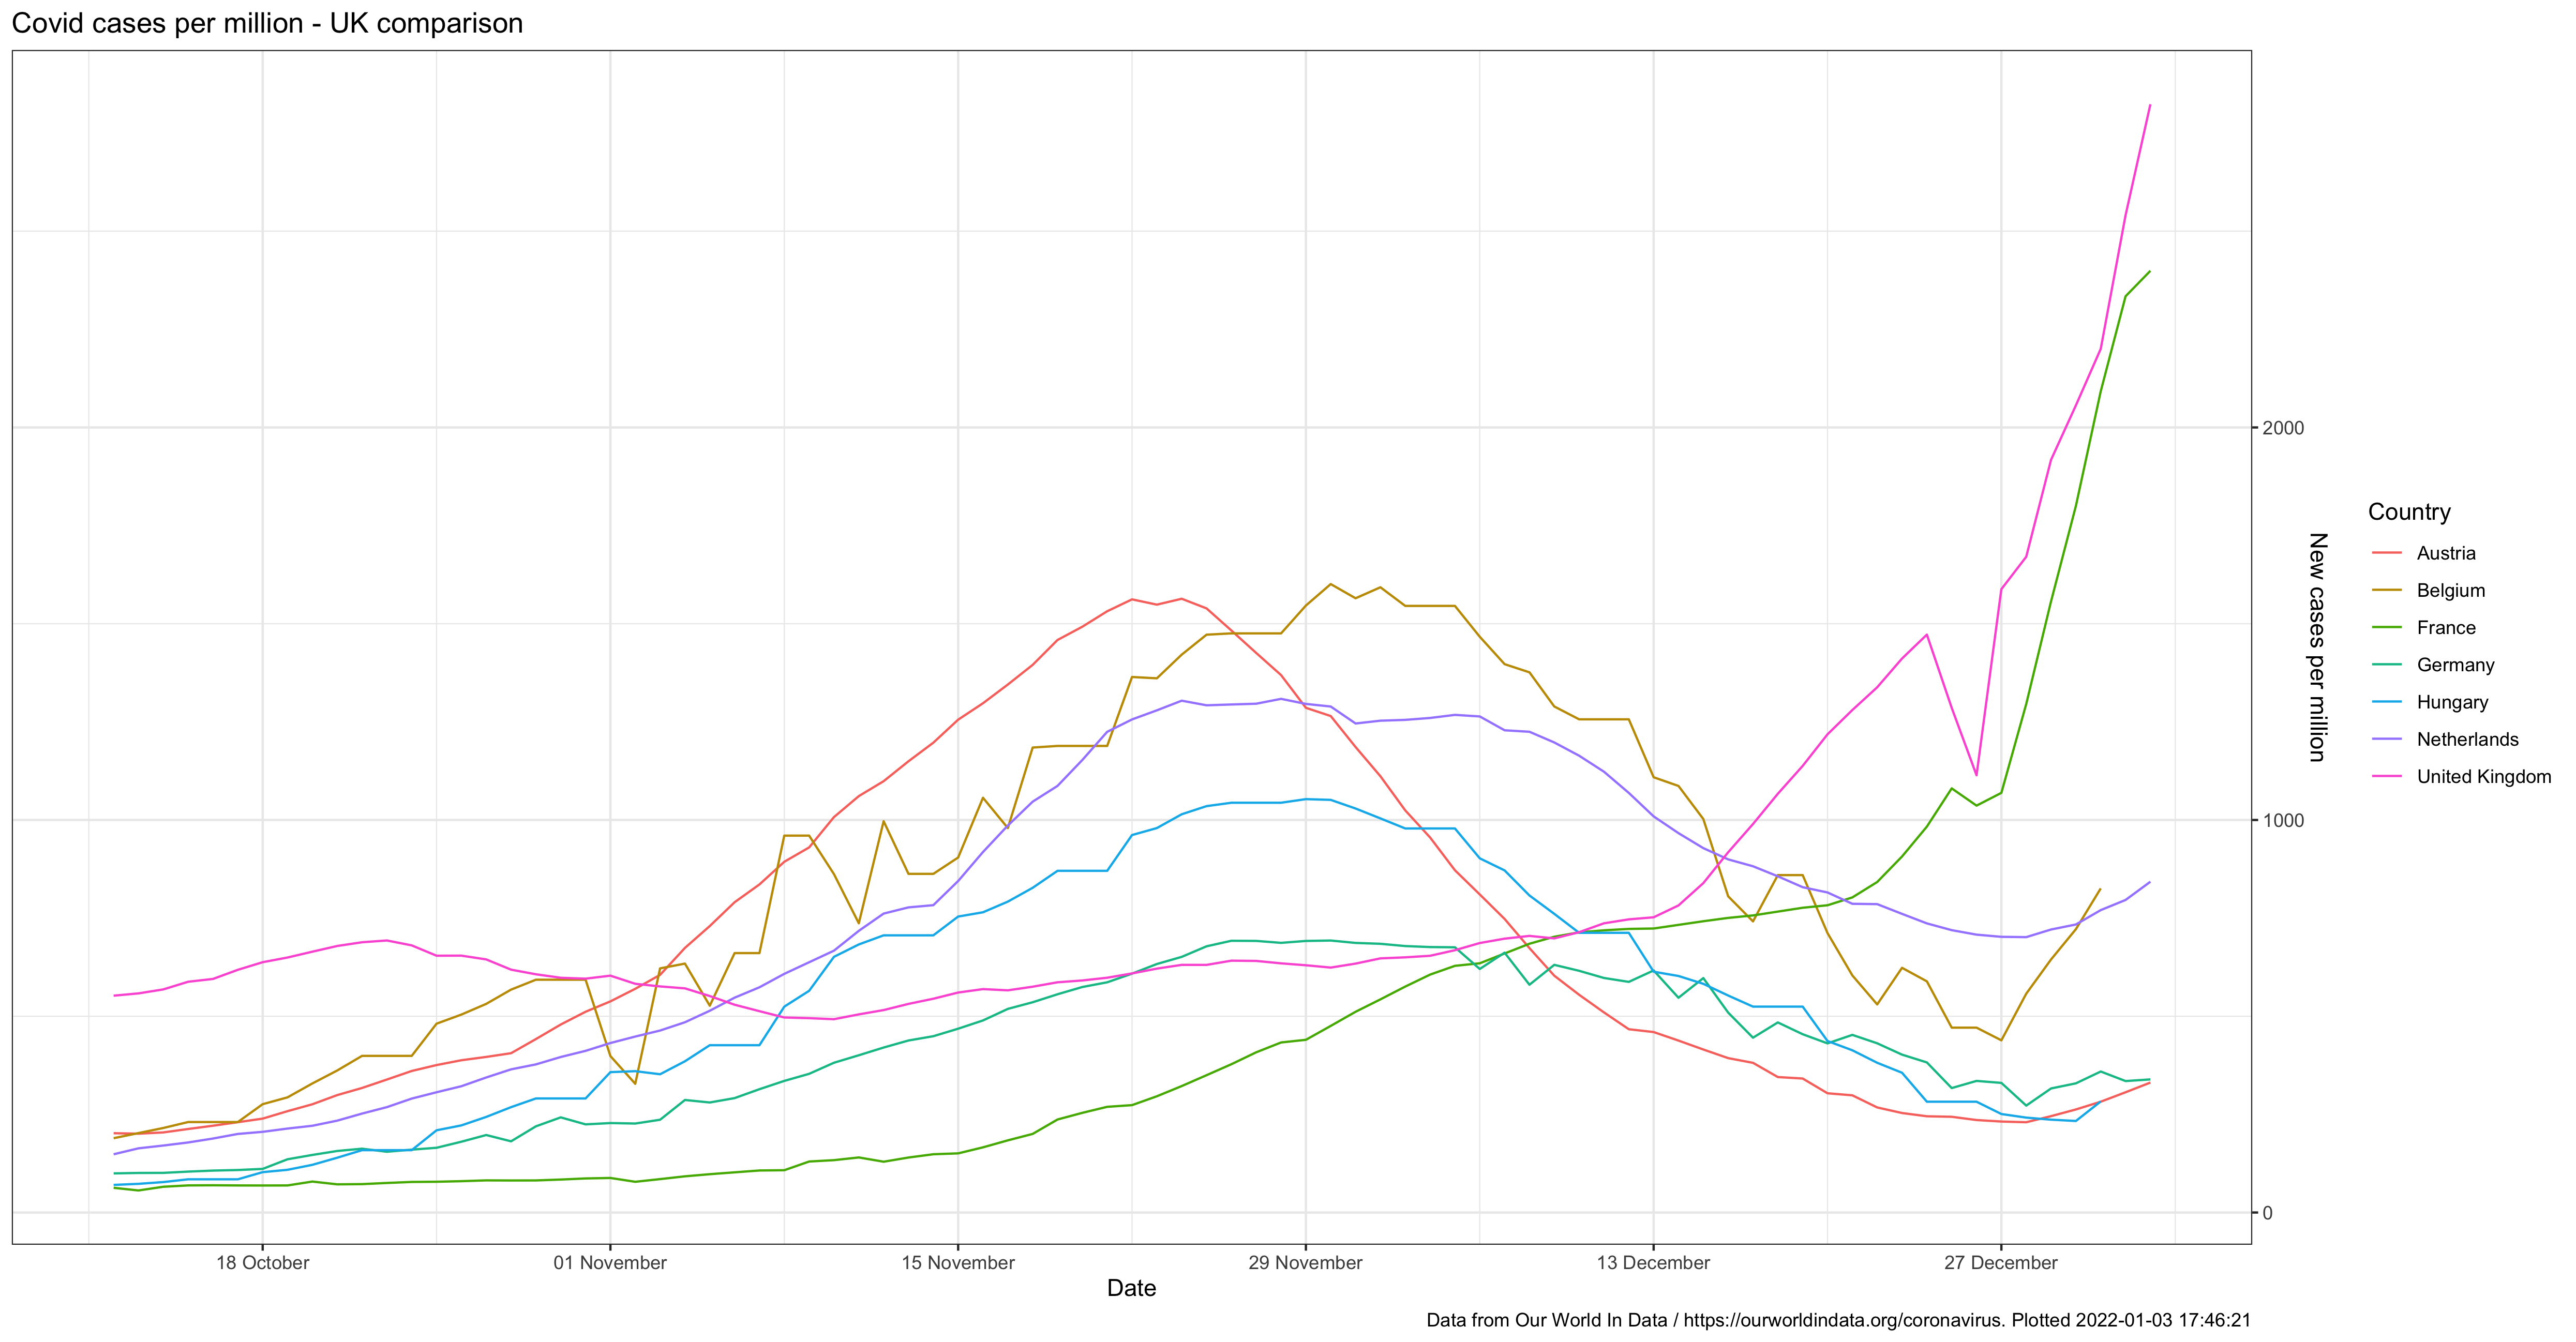 Covid cases per million - UK comparison
2000
1000
0
New cases per million
Country
Austria
Belgium
France
Germany
Hungary
Netherlands
United Kingdom
18 October
01 November
15 November
29 November
13 December
27 December
Date
Data from Our World In Data / https://ourworldindata.org/coronavirus. Plotted 2022-01-03 17:46:21